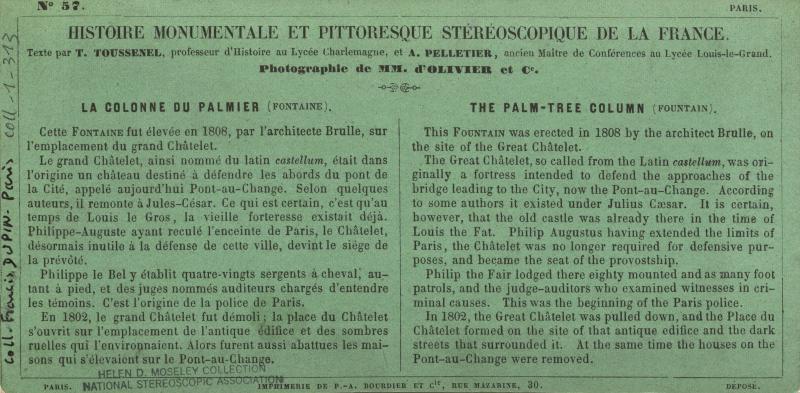 Nº 57.
PARIS.
HISTOIRE MONUMENTALE ET PITTORESQUE STÉRÉOSCOPIQUE DE LA FRANCE.
Texte par T. TOUSSENEL, professeur d'Histoire au Lycée Charlemagne, et A. PELLETIER, ancien Maître de Conférences au Lycée Louis-le-Grand.
Photographie de MM. d'OLIVIER et Cᵉ.
LA COLONNE DU PALMIER (FONTAINE).
Cette FONTAINE fut élevée en 1808, par l'architecte Brulle, sur
l'emplacement du grand Châtelet.
Le grand Châtelet, ainsi nommé du latin castellum, était dans
l'origine un château destiné à défendre les abords du pont de
la Cité, appelé aujourd'hui Pont-au-Change. Selon quelques
auteurs, il remonte à Jules-César. Ce qui est certain, c'est qu'au
temps de Louis le Gros, la vieille forteresse existait déjà.
Philippe-Auguste ayant reculé l'enceinte de Paris, le Châtelet,
désormais inutile à la défense de cette ville, devint le siége de
la prévôté.
Philippe le Bel y établit quatre-vingts sergents à cheval, au-
tant à pied, et des juges nommés auditeurs chargés d'entendre
les témoins. C'est l'origine de la police de Paris.
En 1802, le grand Châtelet fut démoli; la place du Châtelet
s'ouvrit sur l'emplacement de l'antique édifice et des sombres
ruelles qui l'environnaient. Alors furent aussi abattues les mai-
sons qui s'élevaient sur le Pont-au-Change.
THE PALM-TREE COLUMN (FOUNTAIN).
This FOUNTAIN was erected in 1808 by the architect Brulle, on
the site of the Great Châtelet.
The Great Châtelet, so called from the Latin castellum, was ori-
ginally a fortress intended to defend the approaches of the
bridge leading to the City, now the Pont-au-Change. According
to some authors it existed under Julius Cæsar. It is certain,
however, that the old castle was already there in the time of
Louis the Fat. Philip Augustus having extended the limits of
Paris, the Châtelet was no longer required for defensive pur-
poses, and became the seat of the provostship.
Philip the Fair lodged there eighty mounted and as many foot
patrols, and the judge-auditors who examined witnesses in cri-
minal causes. This was the beginning of the Paris police.
In 1802, the Great Châtelet was pulled down, and the Place du
Châtelet formed on the site of that antique edifice and the dark
streets that surrounded it. At the same time the houses on the
Pont-au-Change were removed.
HELEN D. MOSELEY COLLECTION
NATIONAL STEREOSCOPIC ASSOCIATION
PARIS.
IMPRIMERIE DE P.-A. BOURDIER ET Cie, RUE MAZARINE, 30.
DÉPOSÉ.
Coll. Francis DUPIN. Paris Coll-1-313